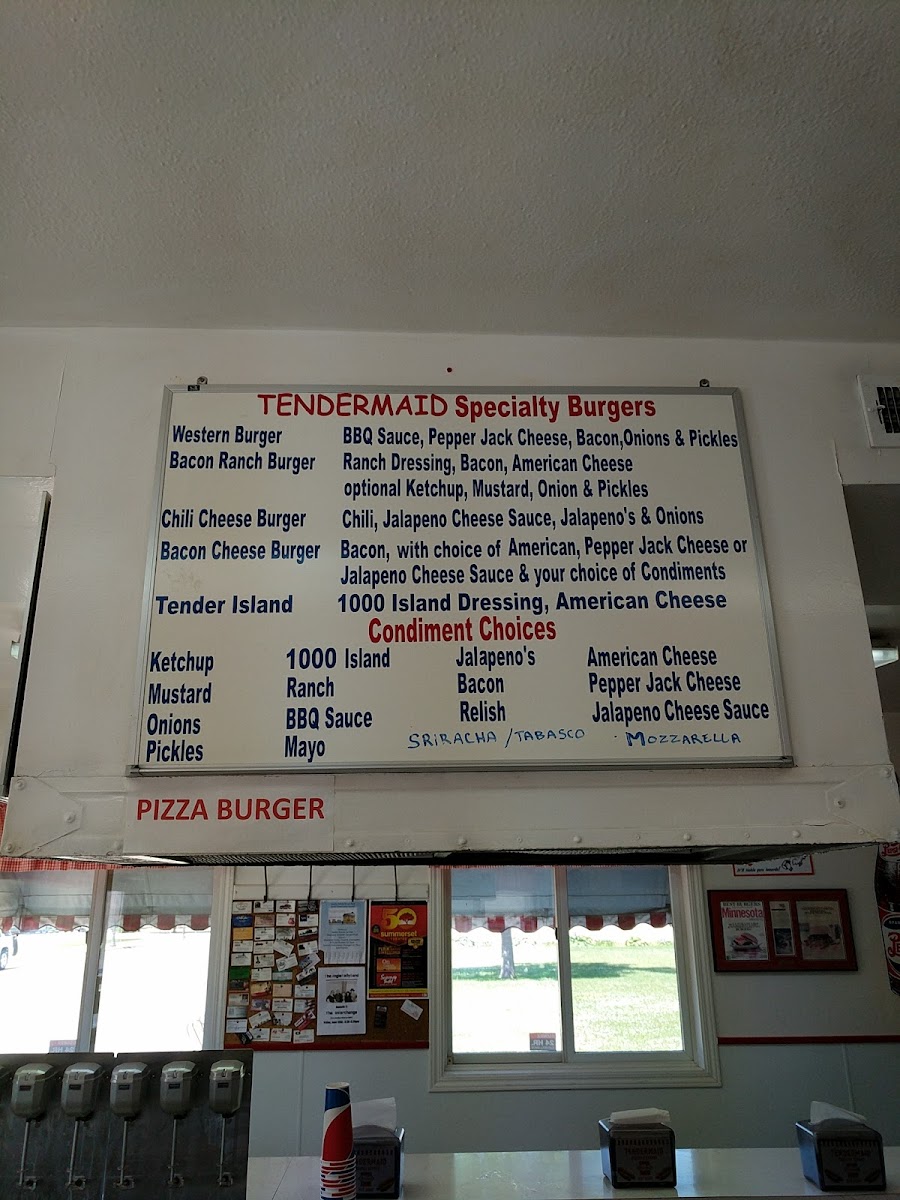 TENDERMAID Specialty Burgers
Western Burger BBQ Sauce, Pepper Jack Cheese, Bacon,Onions & Pickles
Bacon Ranch Burger Ranch Dressing, Bacon, American Cheese
optional Ketchup, Mustard, Onion & Pickles
Chili Cheese Burger Chili, Jalapeno Cheese Sauce, Jalapeno's & Onions
Bacon Cheese Burger Bacon, with choice of American, Pepper Jack Cheese or
Jalapeno Cheese Sauce & your choice of Condiments
Tender Island 1000 Island Dressing, American Cheese
Condiment Choices
Ketchup 1000 Island Jalapeno's American Cheese
Mustard Ranch Bacon Pepper Jack Cheese
Onions BBQ Sauce Relish Jalapeno Cheese Sauce
Pickles Mayo SRIRACHA / TABASCO MOZZARELLA
PIZZA BURGER
Minnesota
50
summerset
TENDERMAID